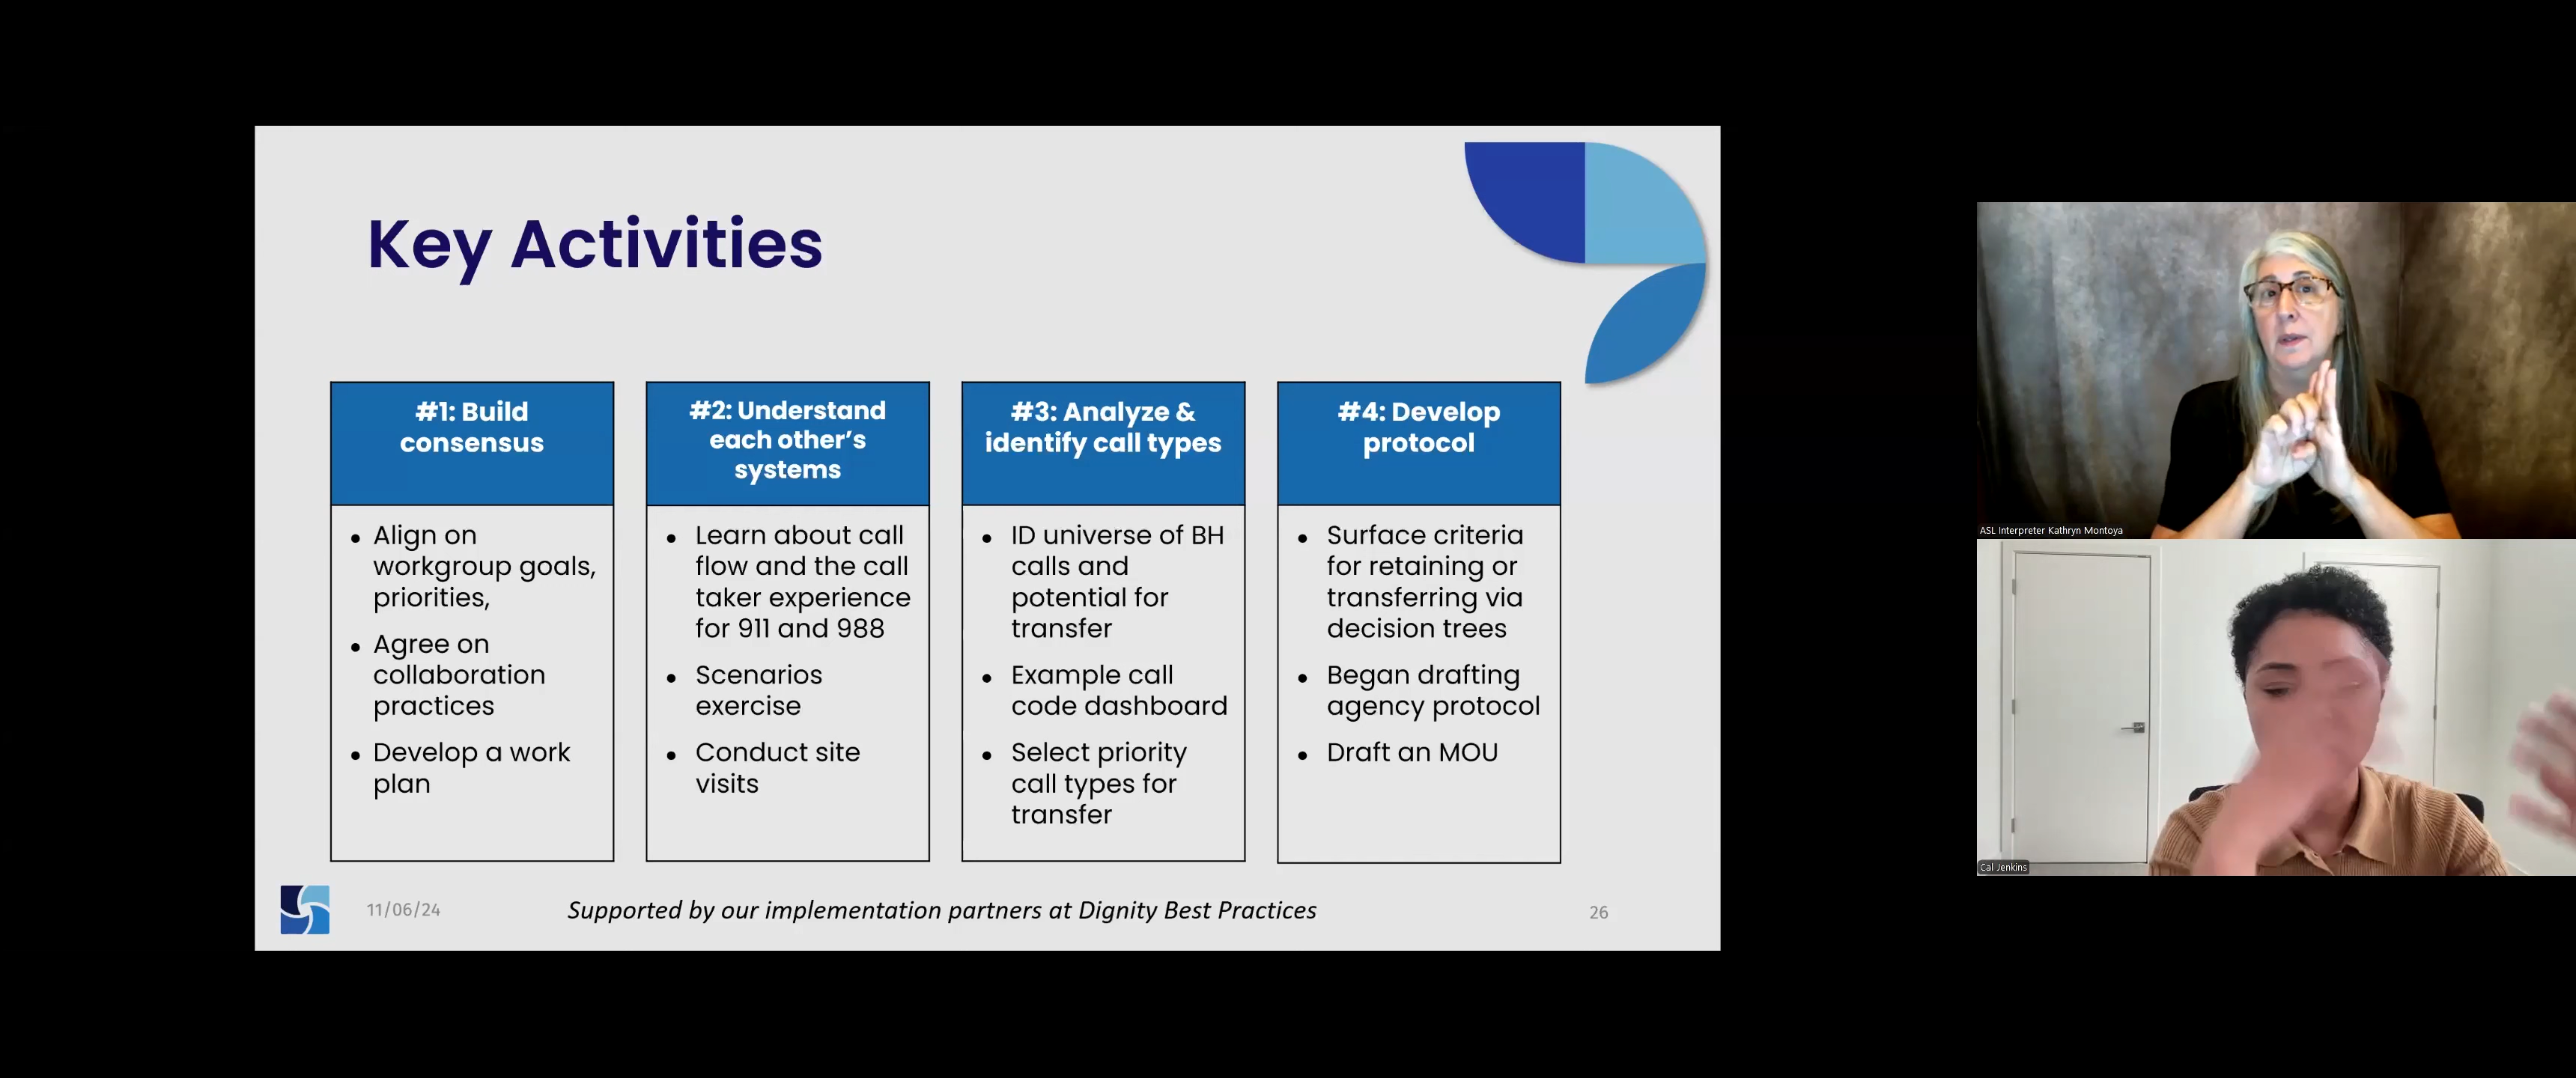 Key Activities
#1: Build
consensus
• Align on
workgroup goals,
priorities,
• Agree on
collaboration
practices
• Develop a work
plan
#2: Understand
each other’s
systems
• Learn about call
flow and the call
taker experience
for 911 and 988
• Scenarios
exercise
• Conduct site
visits
#3: Analyze &
identify call types
• ID universe of BH
calls and
potential for
transfer
• Example call
code dashboard
• Select priority
call types for
transfer
#4: Develop
protocol
• Surface criteria
for retaining or
transferring via
decision trees
• Began drafting
agency protocol
• Draft an MOU
11/06/24
Supported by our implementation partners at Dignity Best Practices
26
ASL Interpreter Kathryn Montoya
Cal Jenkins